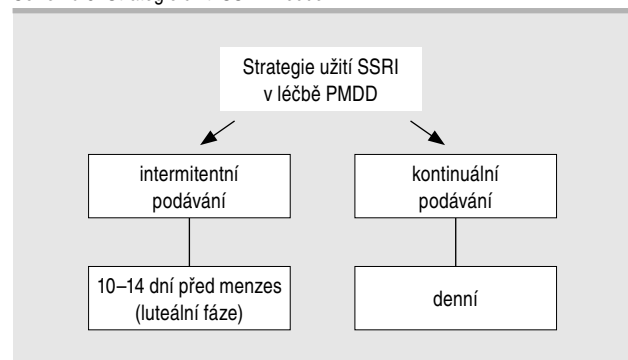 Strategie užití SSRI
v léčbě PMDD
intermitentní
podávání
kontinuální
podávání
10–14 dní před menzes
(luteální fáze)
denní